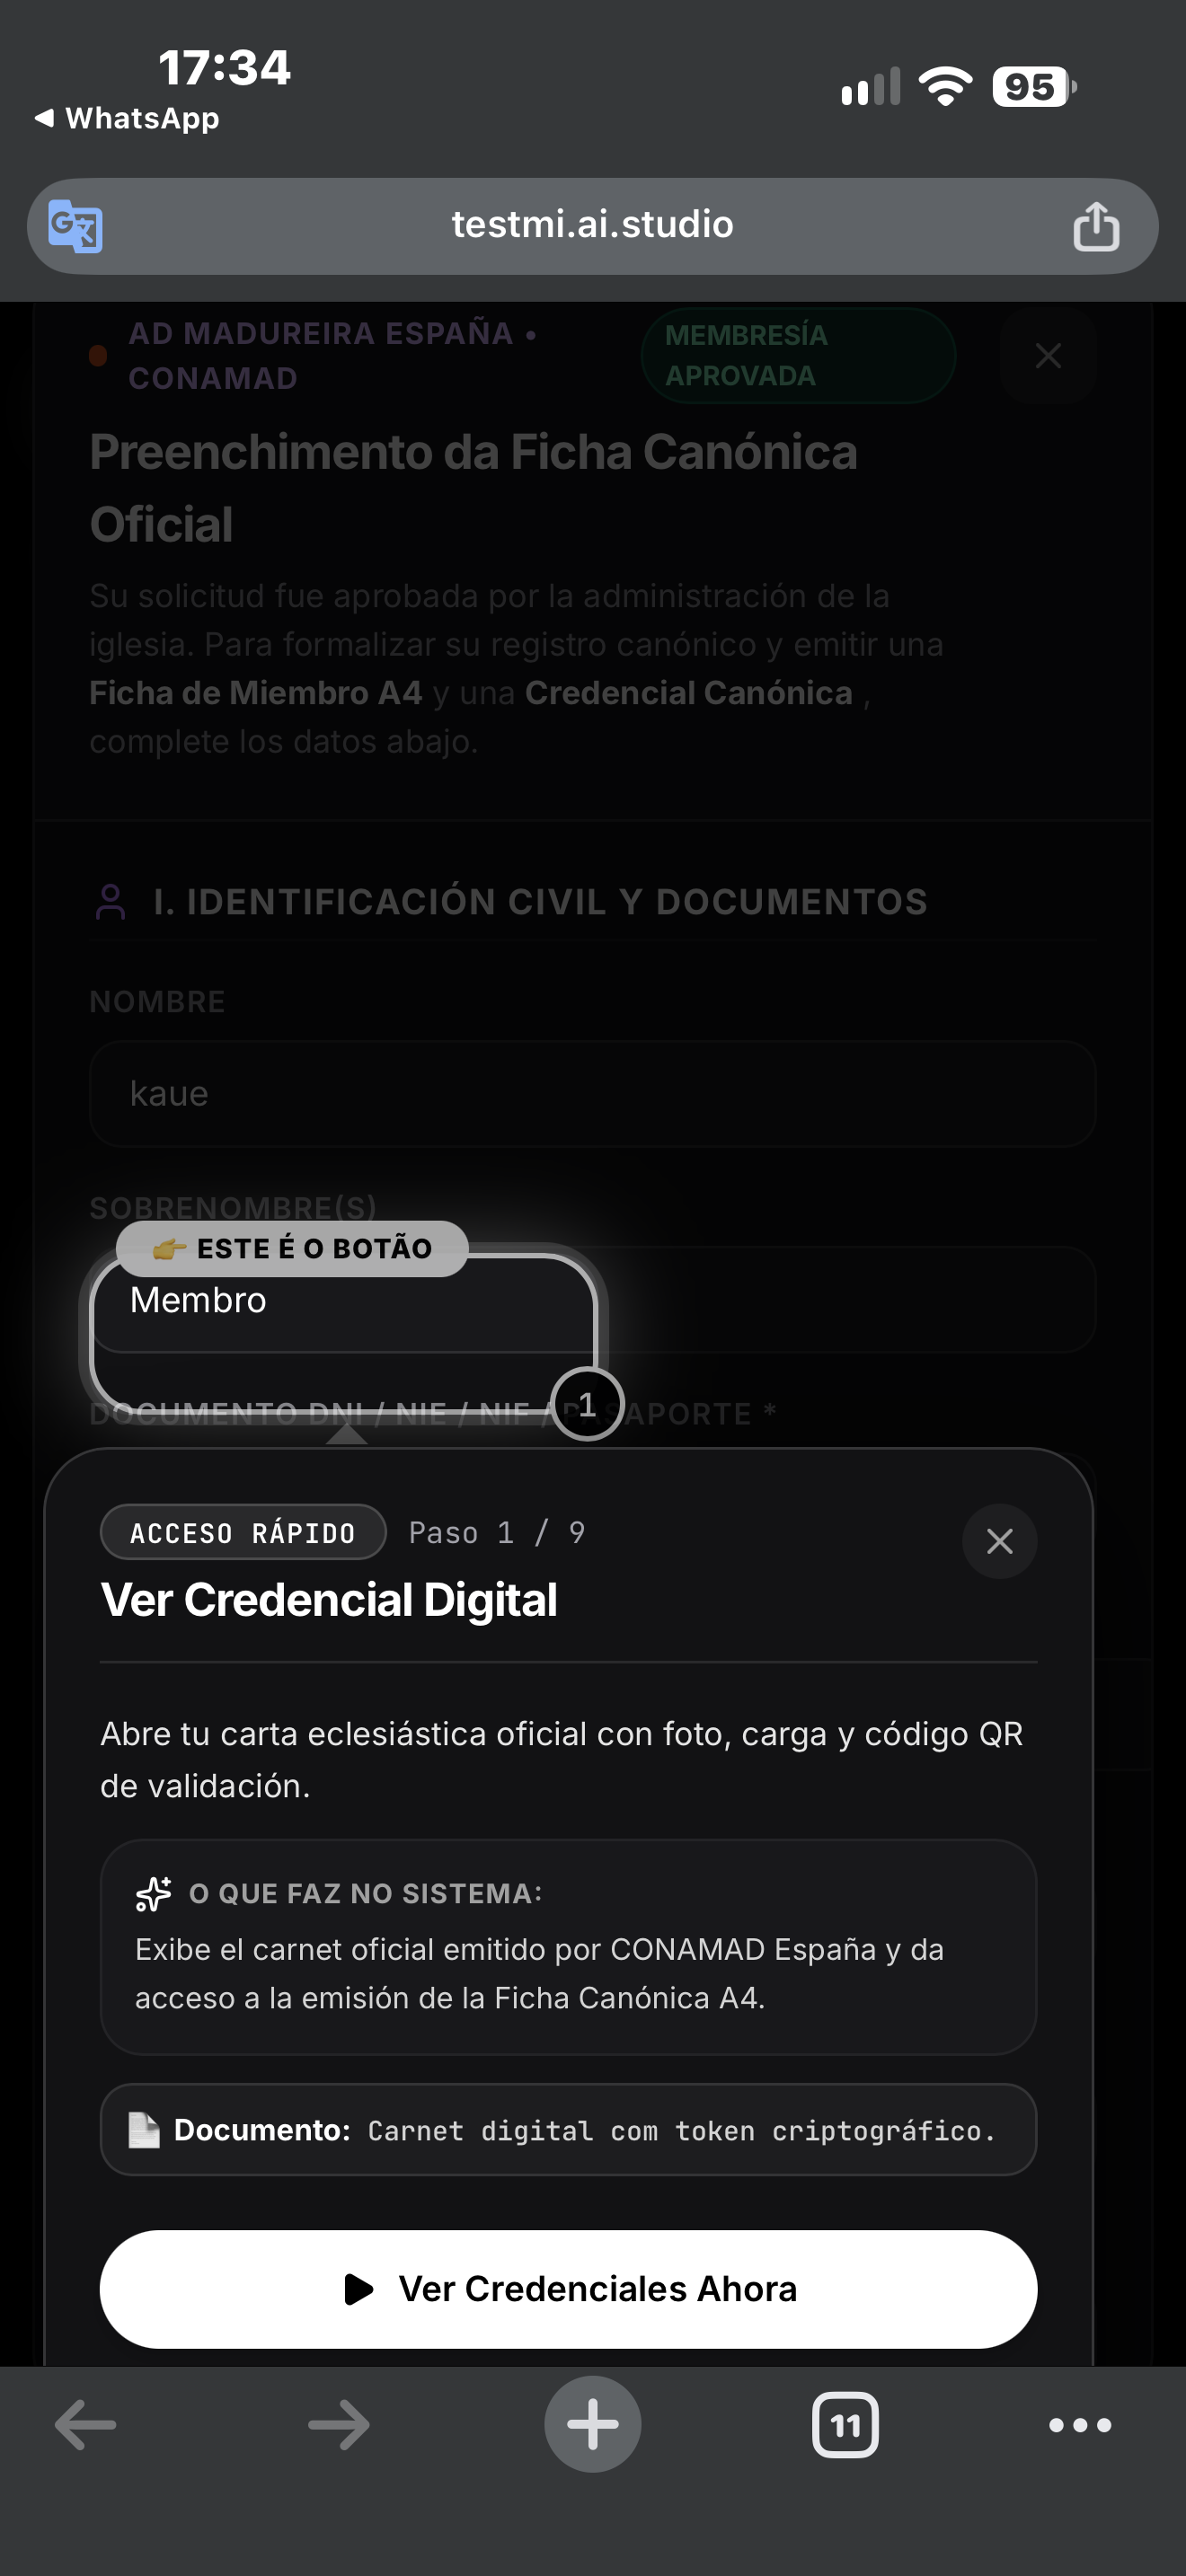 17:34
WhatsApp
95
testmi.ai.studio
AD MADUREIRA ESPAÑA •
CONAMAD
MEMBRESÍA
APROVADA
Preenchimento da Ficha Canónica
Oficial
Su solicitud fue aprobada por la administración de la
iglesia. Para formalizar su registro canónico y emitir una
Ficha de Miembro A4 y una Credencial Canónica ,
complete los datos abajo.
I. IDENTIFICACIÓN CIVIL Y DOCUMENTOS
NOMBRE
kaue
SOBRENOMBRE(S)
👉 ESTE É O BOTÃO
Membro
DOCUMENTO DNI / NIE / NIF / PASAPORTE *
1
ACCESO RÁPIDO Paso 1 / 9
Ver Credencial Digital
Abre tu carta eclesiástica oficial con foto, carga y código QR
de validación.
O QUE FAZ NO SISTEMA:
Exibe el carnet oficial emitido por CONAMAD España y da
acceso a la emisión de la Ficha Canónica A4.
Documento: Carnet digital com token criptográfico.
Ver Credenciales Ahora
11